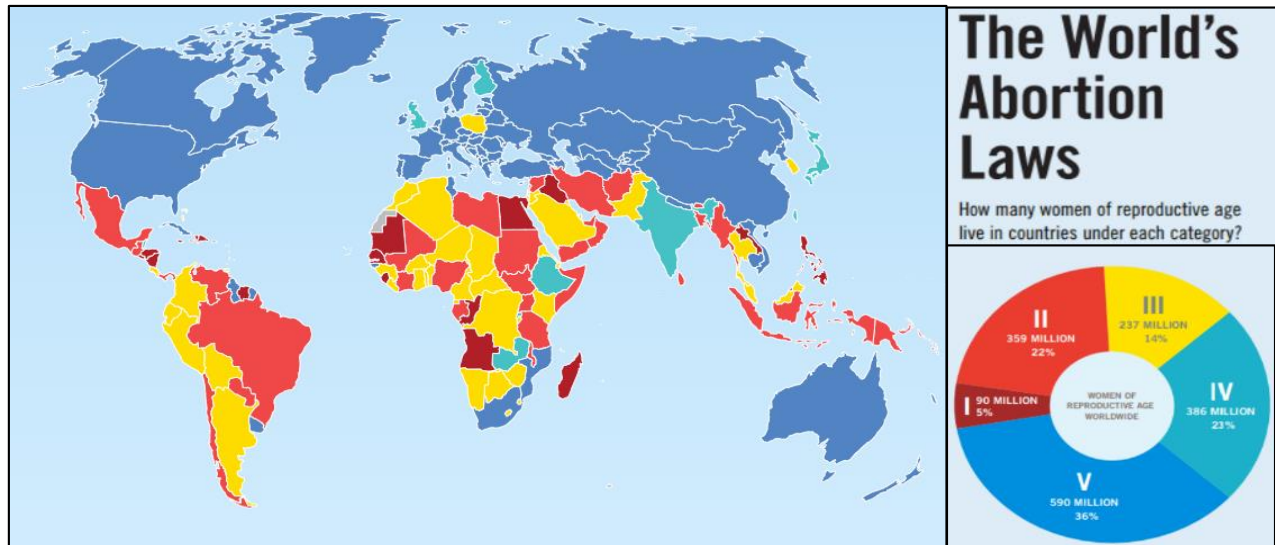 The World's
Abortion
Laws
How many women of reproductive age
live in countries under each category?
II
359 MILLION
22%
III
237 MILLION
14%
I 90 MILLION
5%
WOMEN OF
REPRODUCTIVE AGE
WORLDWIDE
IV
386 MILLION
23%
V
590 MILLION
36%